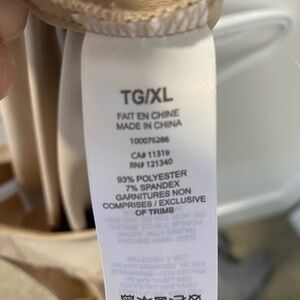 TG/XL
FAIT EN CHINE
MADE IN CHINA
100076286
CA# 11319
RN# 121340
93% POLYESTER
7% SPANDEX
GARNITURES NON
COMPRISES / EXCLUSIVE
OF TRIMS